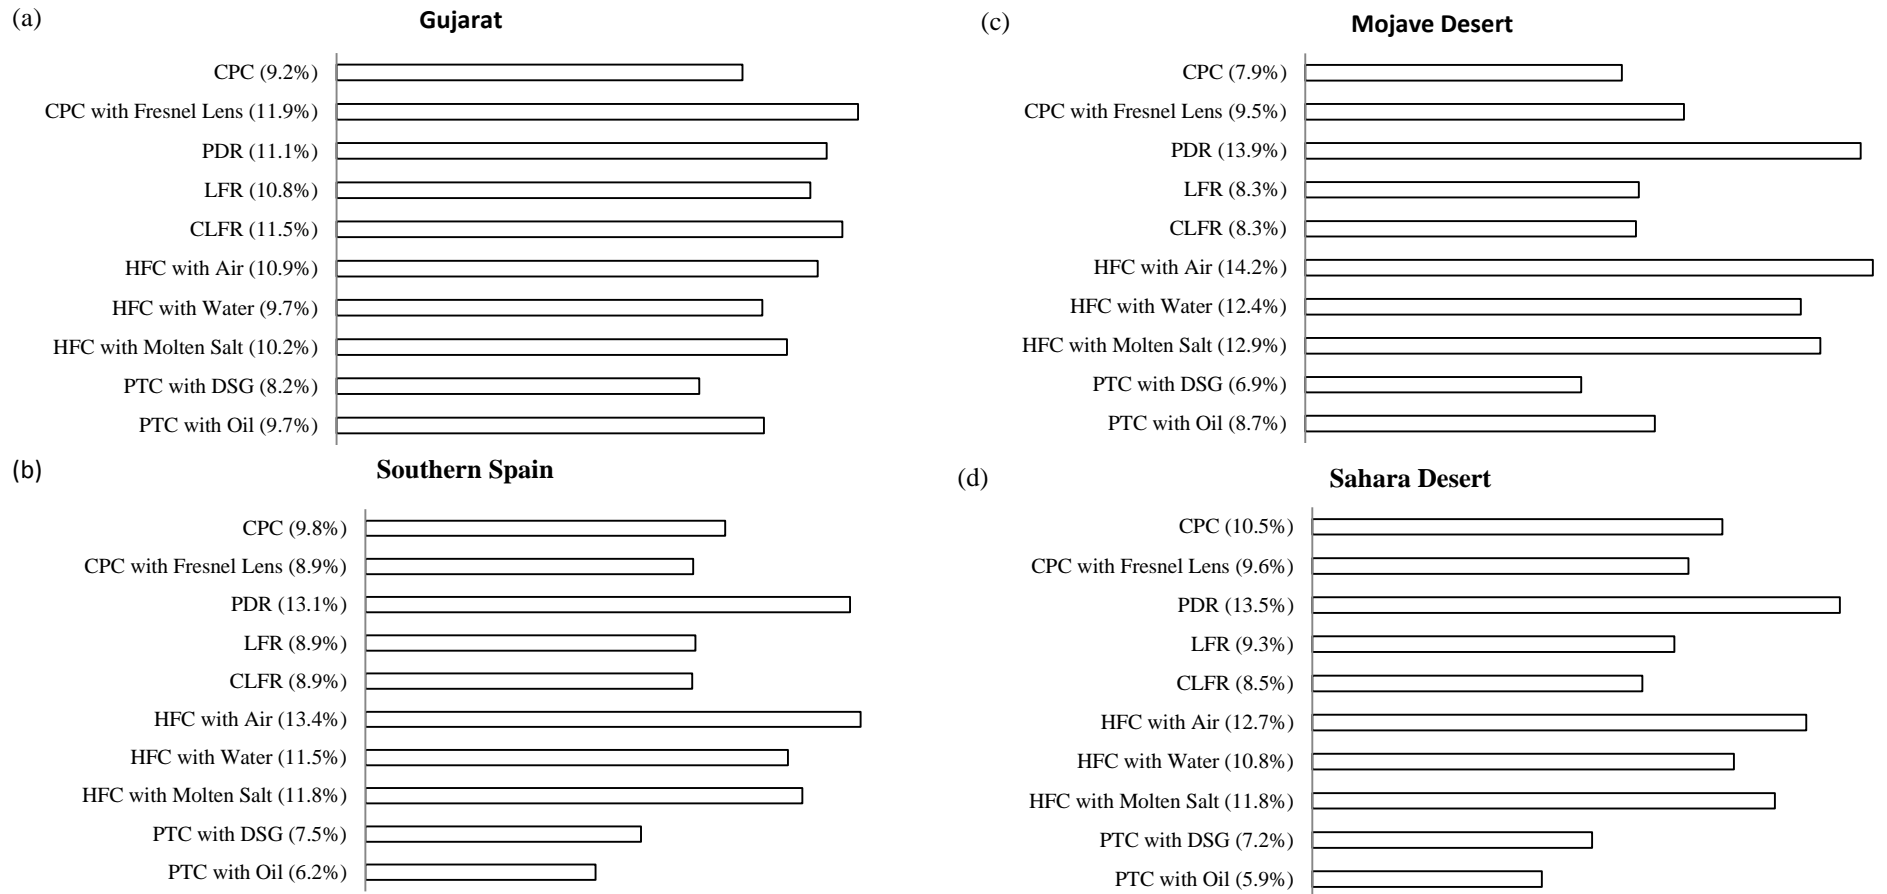 (a)
Gujarat
CPC (9.2%)
CPC with Fresnel Lens (11.9%)
PDR (11.1%)
LFR (10.8%)
CLFR (11.5%)
HFC with Air (10.9%)
HFC with Water (9.7%)
HFC with Molten Salt (10.2%)
PTC with DSG (8.2%)
PTC with Oil (9.7%)
(b)
Southern Spain
CPC (9.8%)
CPC with Fresnel Lens (8.9%)
PDR (13.1%)
LFR (8.9%)
CLFR (8.9%)
HFC with Air (13.4%)
HFC with Water (11.5%)
HFC with Molten Salt (11.8%)
PTC with DSG (7.5%)
PTC with Oil (6.2%)
(c)
Mojave Desert
CPC (7.9%)
CPC with Fresnel Lens (9.5%)
PDR (13.9%)
LFR (8.3%)
CLFR (8.3%)
HFC with Air (14.2%)
HFC with Water (12.4%)
HFC with Molten Salt (12.9%)
PTC with DSG (6.9%)
PTC with Oil (8.7%)
(d)
Sahara Desert
CPC (10.5%)
CPC with Fresnel Lens (9.6%)
PDR (13.5%)
LFR (9.3%)
CLFR (8.5%)
HFC with Air (12.7%)
HFC with Water (10.8%)
HFC with Molten Salt (11.8%)
PTC with DSG (7.2%)
PTC with Oil (5.9%)